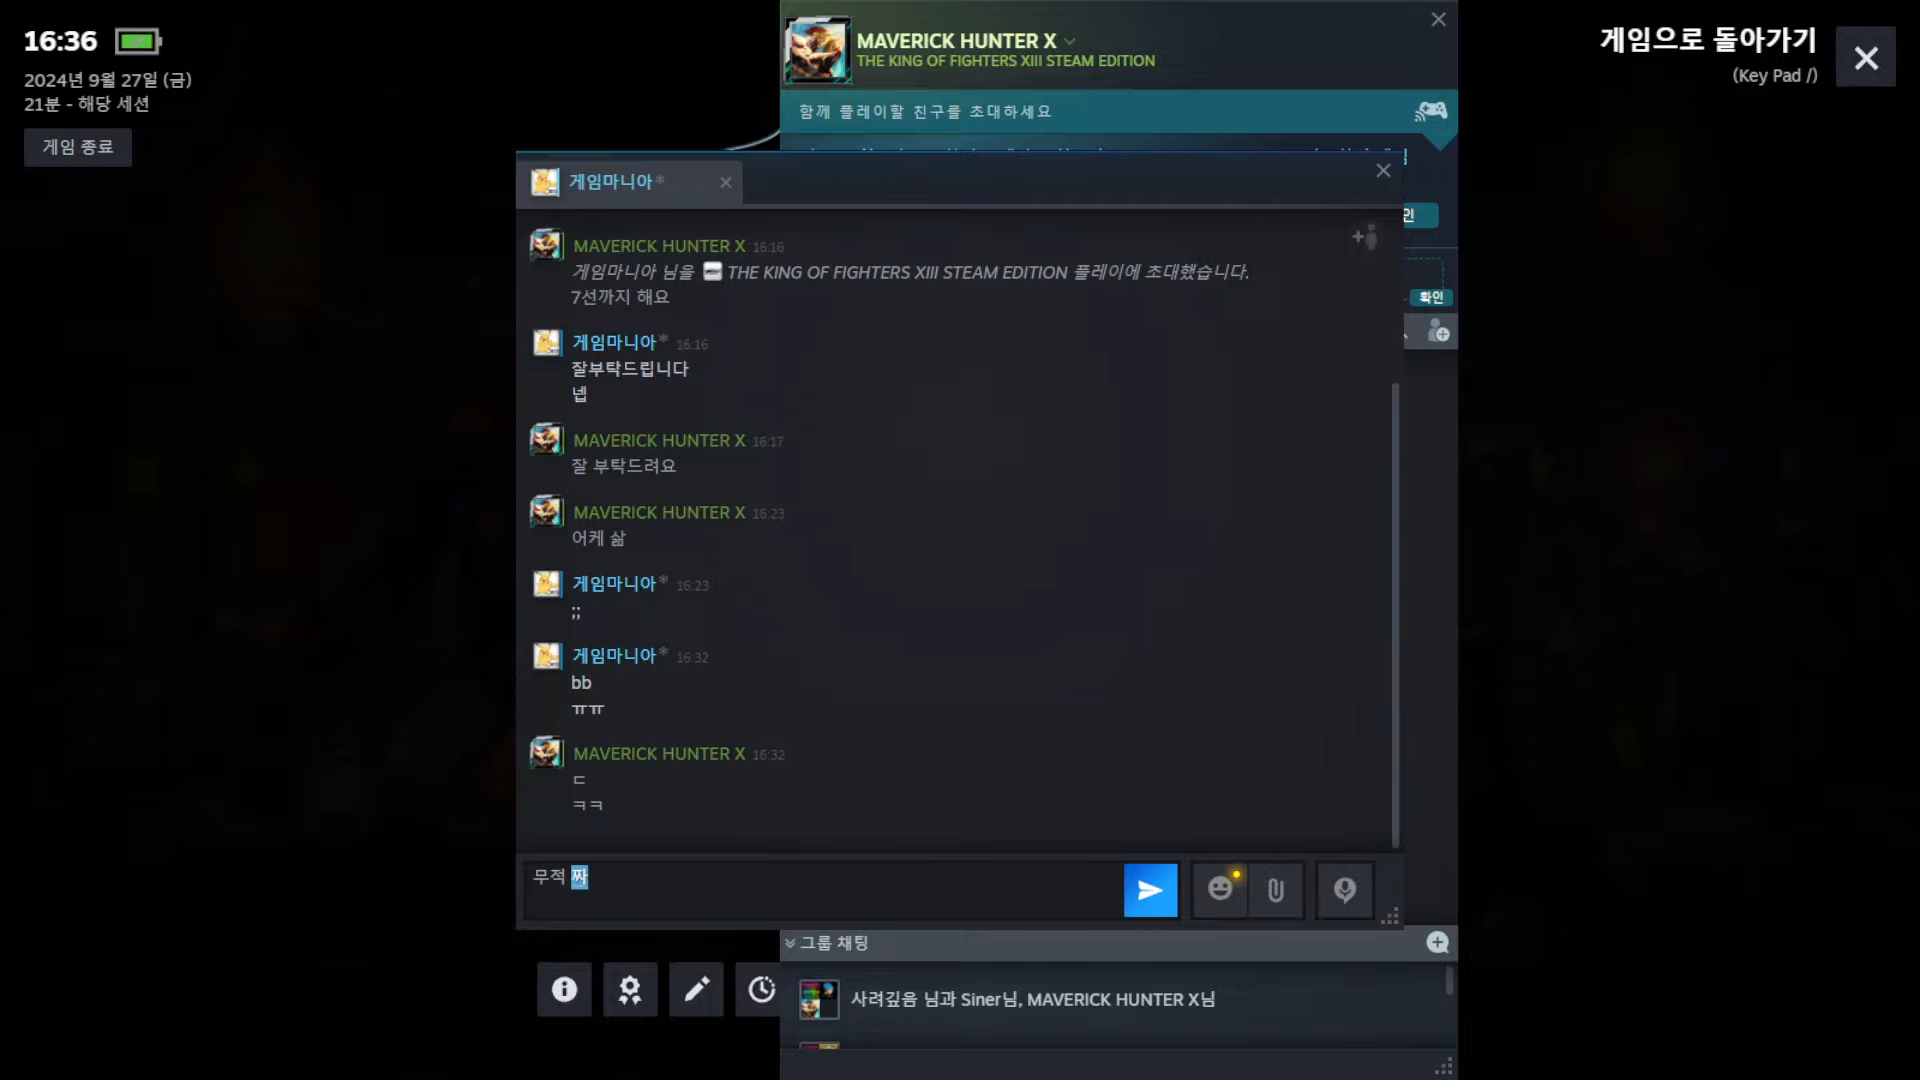 16:36
2024년 9월 27일 (금)
21분 - 해당 세션
게임 종료
MAVERICK HUNTER X
THE KING OF FIGHTERS XIII STEAM EDITION
함께 플레이할 친구를 초대하세요
게임으로 돌아가기
(Key Pad /)
게임마니아*
MAVERICK HUNTER X 16:16
게임마니아 님을 THE KING OF FIGHTERS XIII STEAM EDITION 플레이에 초대했습니다.
7선까지 해요
게임마니아* 16:16
잘부탁드립니다
넵
MAVERICK HUNTER X 16:17
잘 부탁드려요
MAVERICK HUNTER X 16:23
어케 삶
게임마니아* 16:23
;;
게임마니아* 16:32
bb
ㅠㅠ
MAVERICK HUNTER X 16:32
ㄷ
ㅋㅋ
무적 짜
확인
그룹 채팅
사려깊음 님과 Siner님, MAVERICK HUNTER X님